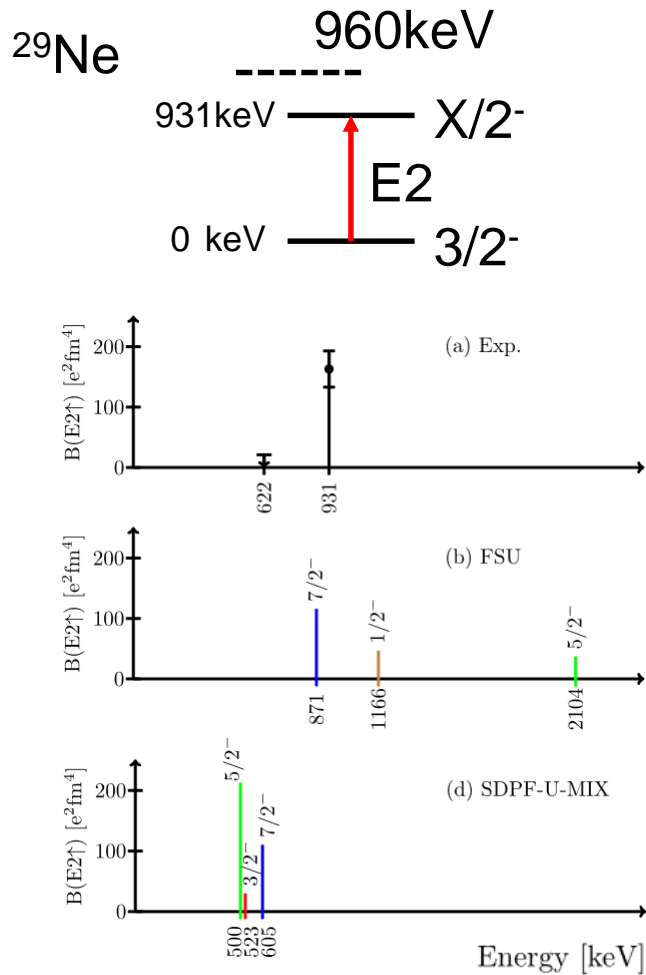 960keV
²⁹Ne
931keV
X/2⁻
E2
0 keV
3/2⁻
B(E2↑) [e²fm⁴]
200
100
0
(a) Exp.
622
931
B(E2↑) [e²fm⁴]
200
100
0
(b) FSU
7/2⁻
1/2⁻
5/2⁻
871
1166
2104
B(E2↑) [e²fm⁴]
200
100
0
(d) SDPF-U-MIX
5/2⁻
3/2⁻
7/2⁻
500
523
605
Energy [keV]